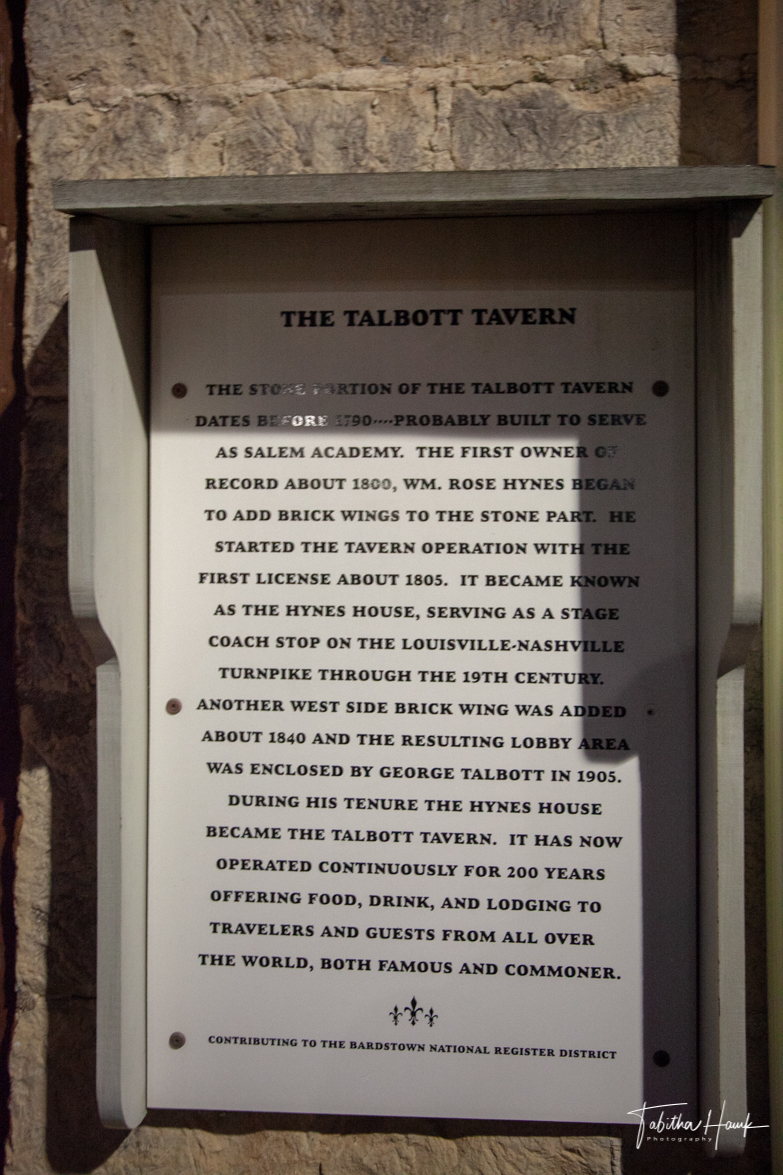 THE TALBOTT TAVERN
THE STONE PORTION OF THE TALBOTT TAVERN
DATES BEFORE 1790····PROBABLY BUILT TO SERVE
AS SALEM ACADEMY. THE FIRST OWNER OF
RECORD ABOUT 1800, WM. ROSE HYNES BEGAN
TO ADD BRICK WINGS TO THE STONE PART. HE
STARTED THE TAVERN OPERATION WITH THE
FIRST LICENSE ABOUT 1805. IT BECAME KNOWN
AS THE HYNES HOUSE, SERVING AS A STAGE
COACH STOP ON THE LOUISVILLE-NASHVILLE
TURNPIKE THROUGH THE 19TH CENTURY.
ANOTHER WEST SIDE BRICK WING WAS ADDED
ABOUT 1840 AND THE RESULTING LOBBY AREA
WAS ENCLOSED BY GEORGE TALBOTT IN 1905.
DURING HIS TENURE THE HYNES HOUSE
BECAME THE TALBOTT TAVERN. IT HAS NOW
OPERATED CONTINUOUSLY FOR 200 YEARS
OFFERING FOOD, DRINK, AND LODGING TO
TRAVELERS AND GUESTS FROM ALL OVER
THE WORLD, BOTH FAMOUS AND COMMONER.
CONTRIBUTING TO THE BARDSTOWN NATIONAL REGISTER DISTRICT
Tabitha Hawk
Photography